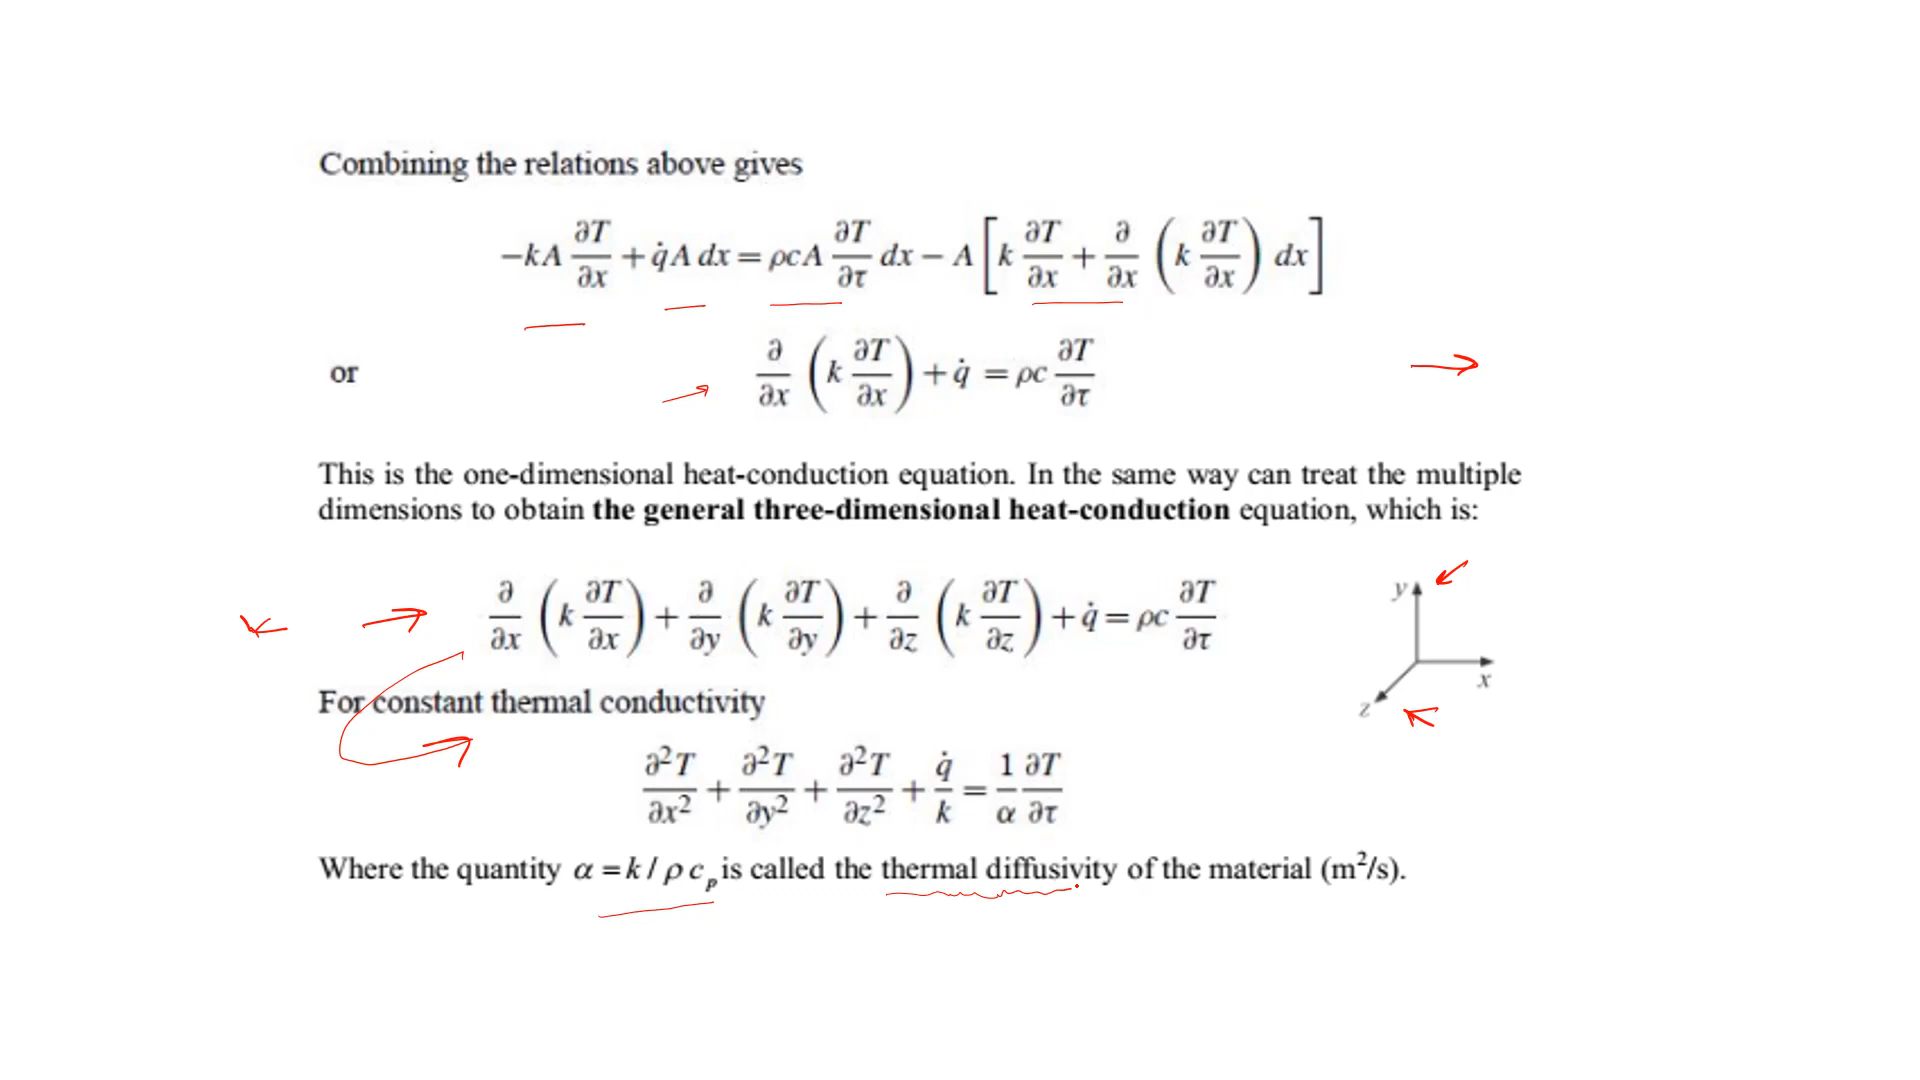 Combining the relations above gives
−kA ∂T/∂x + q̇A dx = ρcA ∂T/∂τ dx − A [k ∂T/∂x + ∂/∂x (k ∂T/∂x) dx]
or ∂/∂x (k ∂T/∂x) + q̇ = ρc ∂T/∂τ
This is the one-dimensional heat-conduction equation. In the same way can treat the multiple
dimensions to obtain the general three-dimensional heat-conduction equation, which is:
∂/∂x (k ∂T/∂x) + ∂/∂y (k ∂T/∂y) + ∂/∂z (k ∂T/∂z) + q̇ = ρc ∂T/∂τ
y
x
z
For constant thermal conductivity
∂²T/∂x² + ∂²T/∂y² + ∂²T/∂z² + q̇/k = 1/α ∂T/∂τ
Where the quantity α = k / ρ cₚ is called the thermal diffusivity of the material (m²/s).